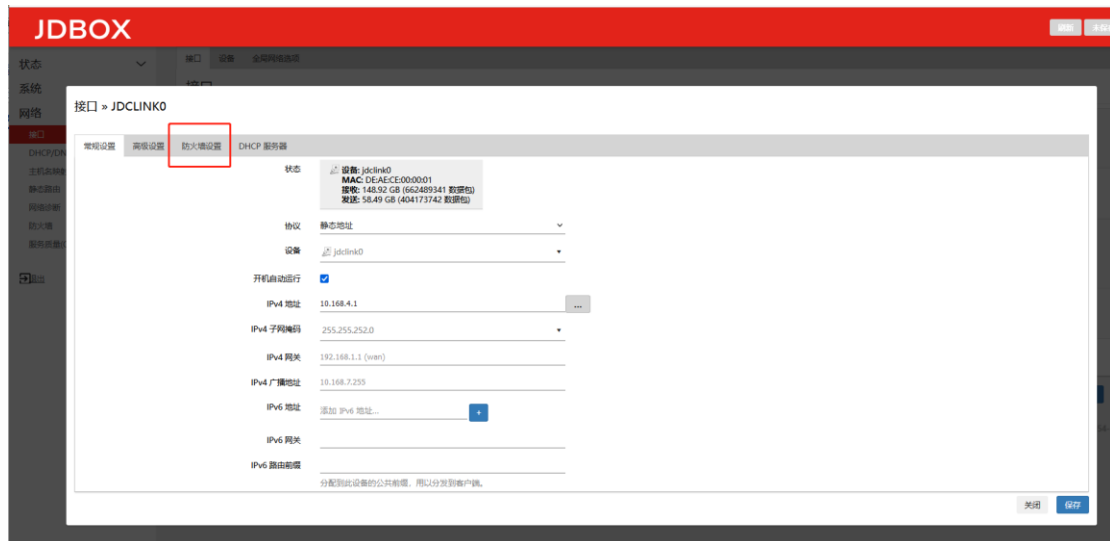 JDBOX
刷新
状态
接口 设备 全局网络选项
系统
接口
网络
接口 » JDCLINK0
接口
常规设置 高级设置 防火墙设置 DHCP 服务器
DHCP/DN
主机名映射
静态路由
网络诊断
防火墙
服务质量(
退出
状态
设备: jdclink0
MAC: DE:AE:CE:00:00:01
接收: 148.92 GB (662489341 数据包)
发送: 58.49 GB (404173742 数据包)
协议 静态地址
设备 jdclink0
开机自动运行
IPv4 地址 10.168.4.1 ...
IPv4 子网掩码 255.255.252.0
IPv4 网关 192.168.1.1 (wan)
IPv4 广播地址 10.168.7.255
IPv6 地址 添加 IPv6 地址... +
IPv6 网关
IPv6 路由前缀
分配到此设备的公共前缀，用以分发到客户端。
关闭 保存